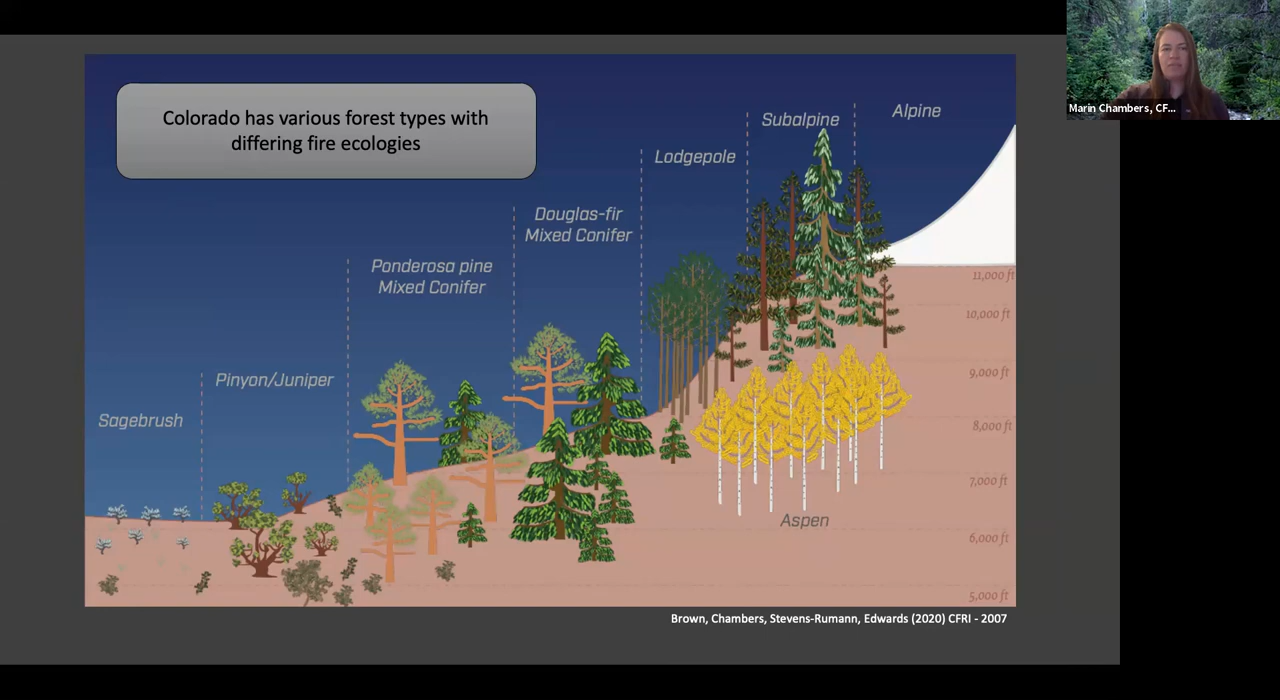 Marin Chambers, CF...
Colorado has various forest types with
differing fire ecologies
Sagebrush
Pinyon/Juniper
Ponderosa pine
Mixed Conifer
Douglas-fir
Mixed Conifer
Lodgepole
Subalpine
Alpine
11,000 ft
10,000 ft
9,000 ft
8,000 ft
7,000 ft
6,000 ft
5,000 ft
Aspen
Brown, Chambers, Stevens-Rumann, Edwards (2020) CFRI - 2007